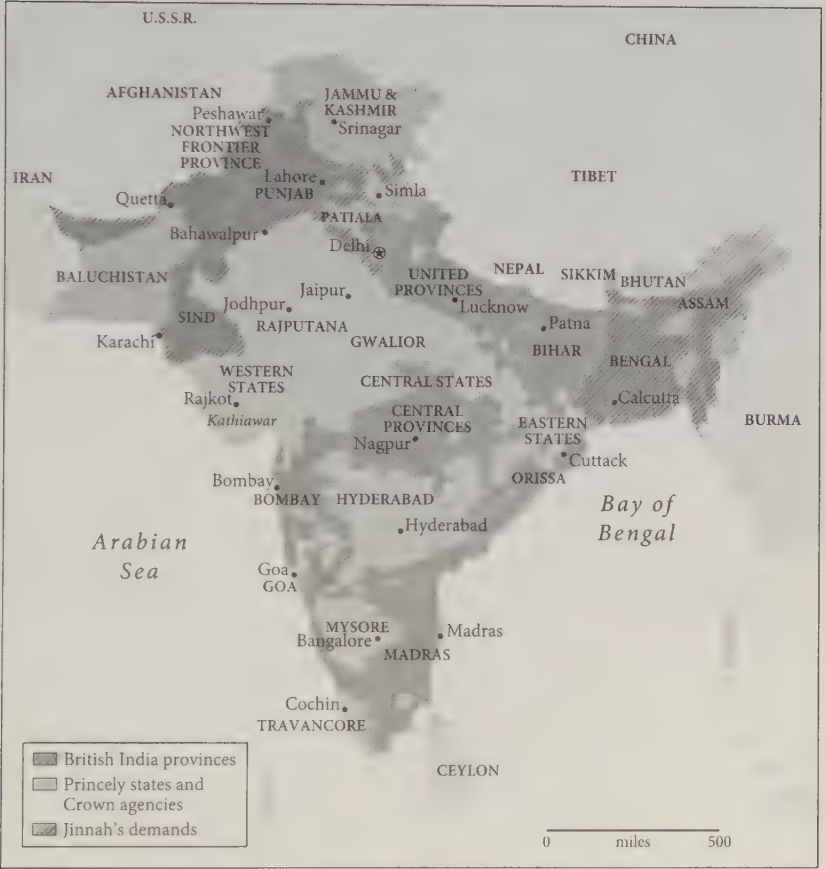 U.S.S.R.
CHINA
AFGHANISTAN
JAMMU &
KASHMIR
Peshawar
Srinagar
NORTHWEST
FRONTIER
PROVINCE
IRAN
Lahore
PUNJAB
TIBET
Quetta
Simla
PATIALA
Bahawalpur
Delhi
BALUCHISTAN
UNITED
PROVINCES
NEPAL
SIKKIM
BHUTAN
Jaipur
Jodhpur
Lucknow
ASSAM
SIND
RAJPUTANA
Patna
Karachi
GWALIOR
BIHAR
BENGAL
WESTERN
STATES
CENTRAL STATES
Rajkot
Calcutta
Kathiawar
CENTRAL
PROVINCES
EASTERN
STATES
BURMA
Nagpur
Cuttack
ORISSA
Bombay
BOMBAY
HYDERABAD
Bay of
Bengal
Hyderabad
Arabian
Sea
Goa
GOA
MYSORE
Bangalore
Madras
MADRAS
Cochin
TRAVANCORE
British India provinces
Princely states and
Crown agencies
Jinnah's demands
CEYLON
0 miles 500